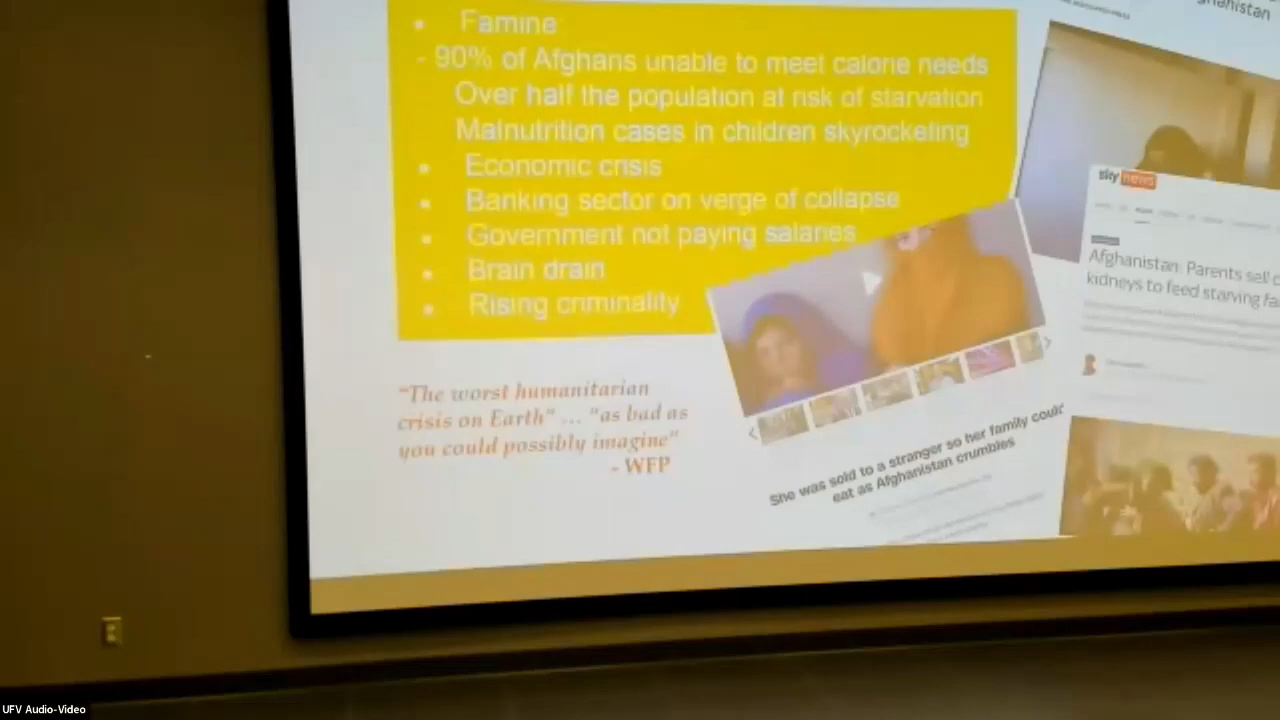 • Famine
- 90% of Afghans unable to meet calorie needs
Over half the population at risk of starvation
Malnutrition cases in children skyrocketing
• Economic crisis
• Banking sector on verge of collapse
• Government not paying salaries
• Brain drain
• Rising criminality
"The worst humanitarian
crisis on Earth" ... "as bad as
you could possibly imagine"
- WFP
She was sold to a stranger so her family could
eat as Afghanistan crumbles
ghanistan
sky news
Afghanistan: Parents sell
kidneys to feed starving fa
UFV Audio-Video